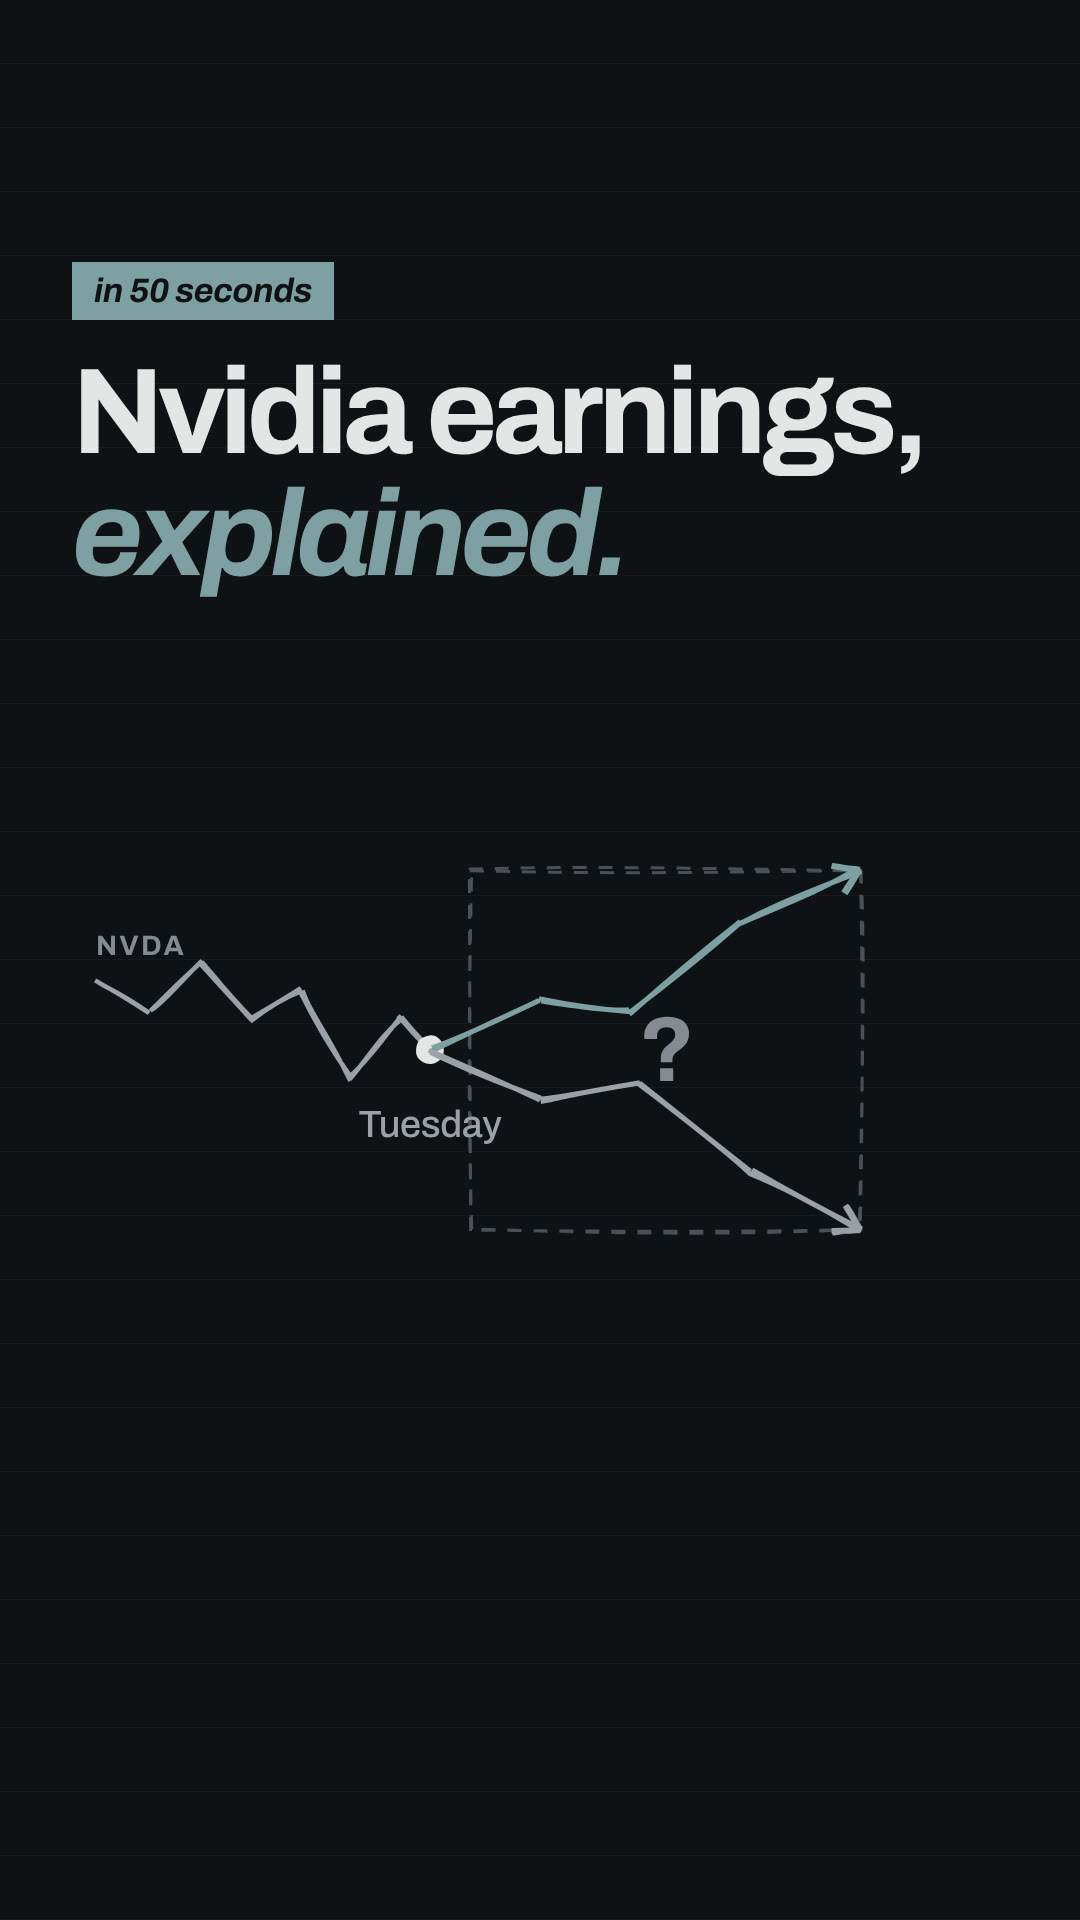 in 50 seconds
Nvidia earnings,
explained.
NVDA
?
Tuesday